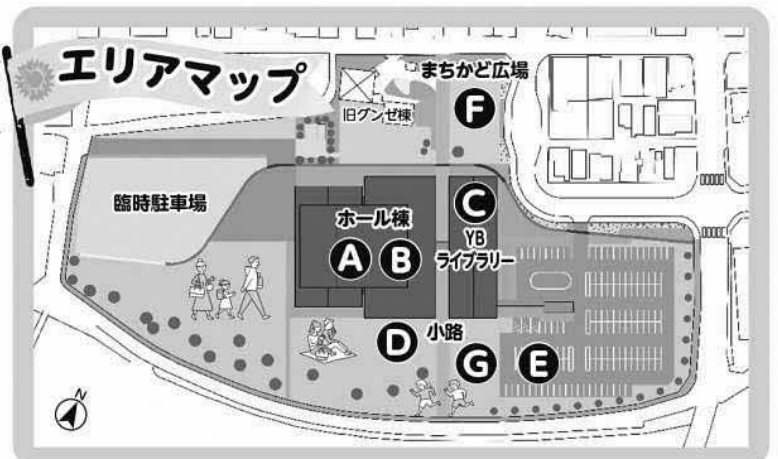 エリアマップ
まちかど広場
F
旧グンゼ棟
臨時駐車場
ホール棟
A B
C
YB
ライブラリー
小路
D
G
E
N